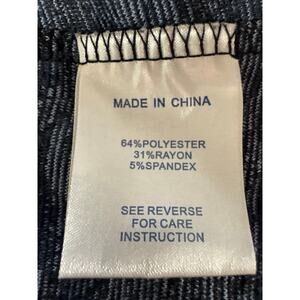 MADE IN CHINA
64%POLYESTER
31%RAYON
5%SPANDEX
SEE REVERSE
FOR CARE
INSTRUCTION